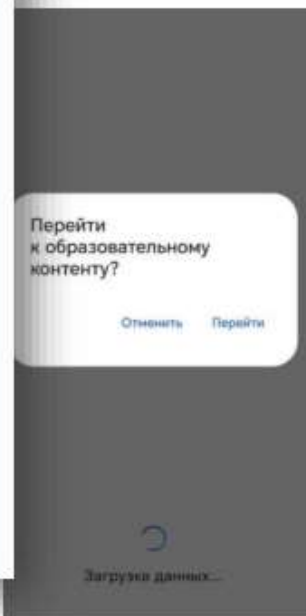 Перейти
к образовательному
контенту?
Отменить Перейти
Загрузка данных...